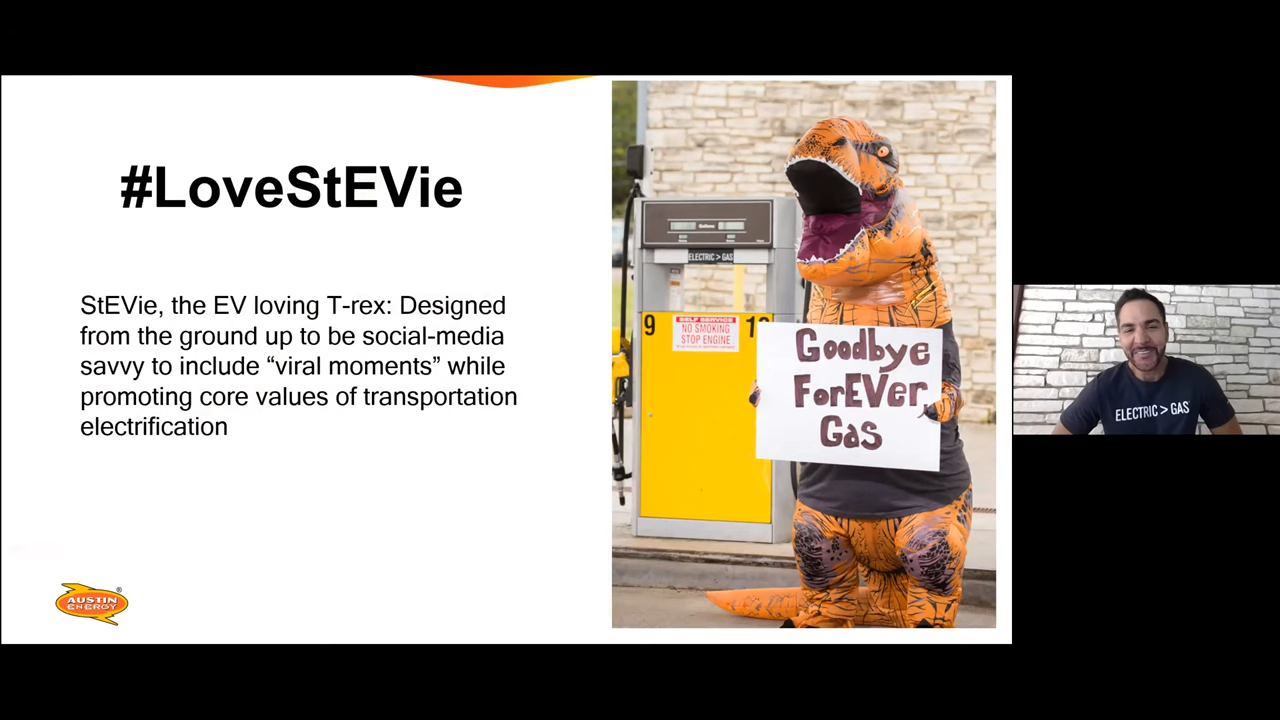 #LoveStEVie
StEVie, the EV loving T-rex: Designed
from the ground up to be social-media
savvy to include “viral moments” while
promoting core values of transportation
electrification
AUSTIN
ENERGY
®
Gallons
ELECTRIC > GAS
9
SELF SERVICE
NO SMOKING
STOP ENGINE
Goodbye
ForEVer
Gas
ELECTRIC > GAS